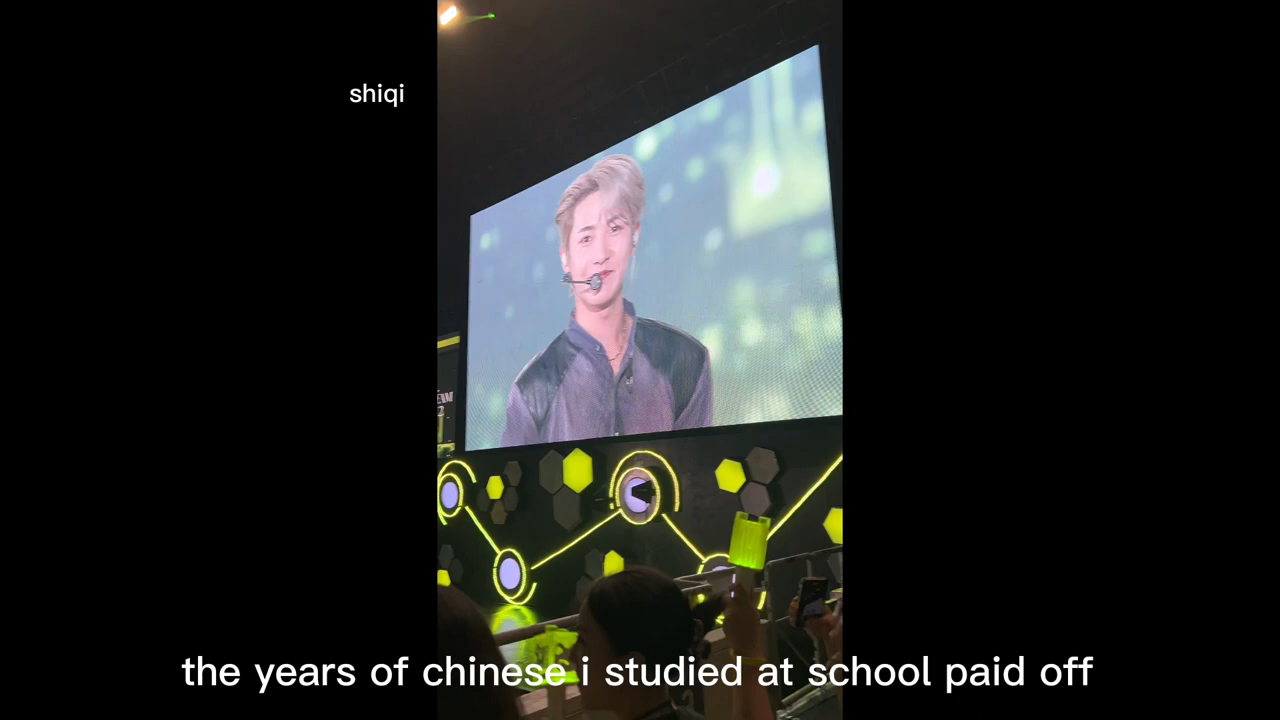 shiqi
the years of chinese i studied at school paid off